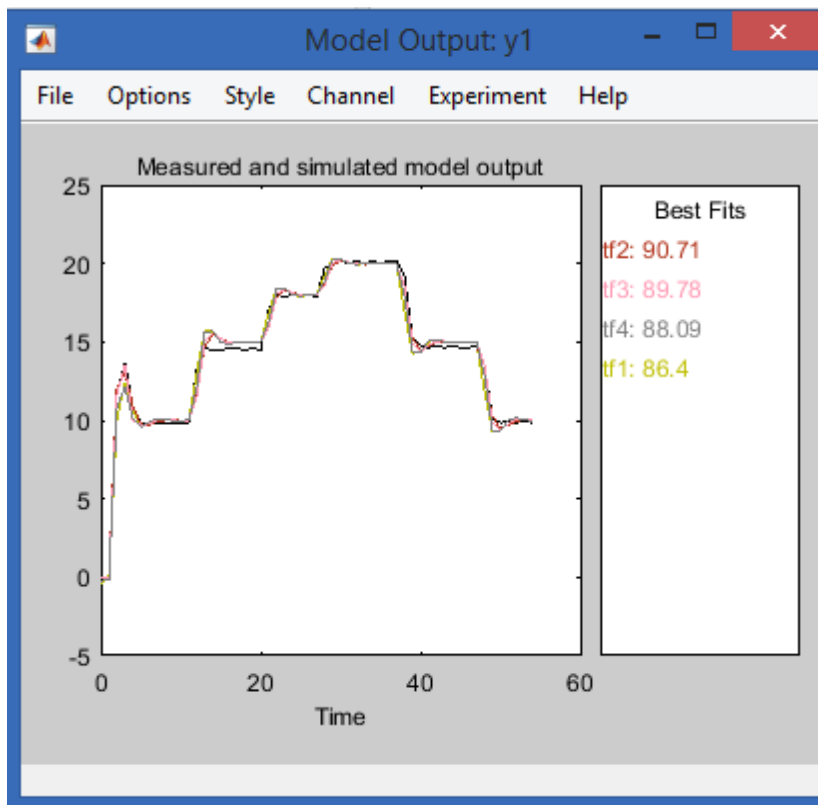 Model Output: y1
File Options Style Channel Experiment Help
Measured and simulated model output
25
20
15
10
5
0
-5
0 20 40 60
Time
Best Fits
tf2: 90.71
tf3: 89.78
tf4: 88.09
tf1: 86.4